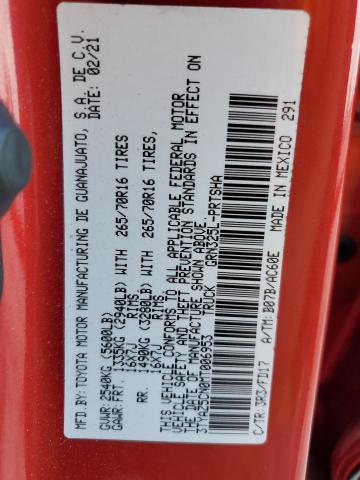 MFD.BY: TOYOTA MOTOR MANUFACTURING DE GUANAJUATO, S.A. DE C.V.
DATE: 02/21
GVWR: 2540KG (5600LB)
GAWR:FRT. 1335KG (2940LB) WITH 265/70R16 TIRES
16X7J RIMS
RR. 1490KG (3280LB) WITH 265/70R16 TIRES
16X7J RIMS
THIS VEHICLE CONFORMS TO ALL APPLICABLE FEDERAL MOTOR
VEHICLE SAFETY AND THEFT PREVENTION STANDARDS IN EFFECT ON
THE DATE OF MANUFACTURE SHOWN ABOVE.
3TYAZ5CN0MT006953 TRUCK GRN325L-PRTSHA
C/TR:3R3/FD17 A/TM:B07B/AC60E MADE IN MEXICO 291